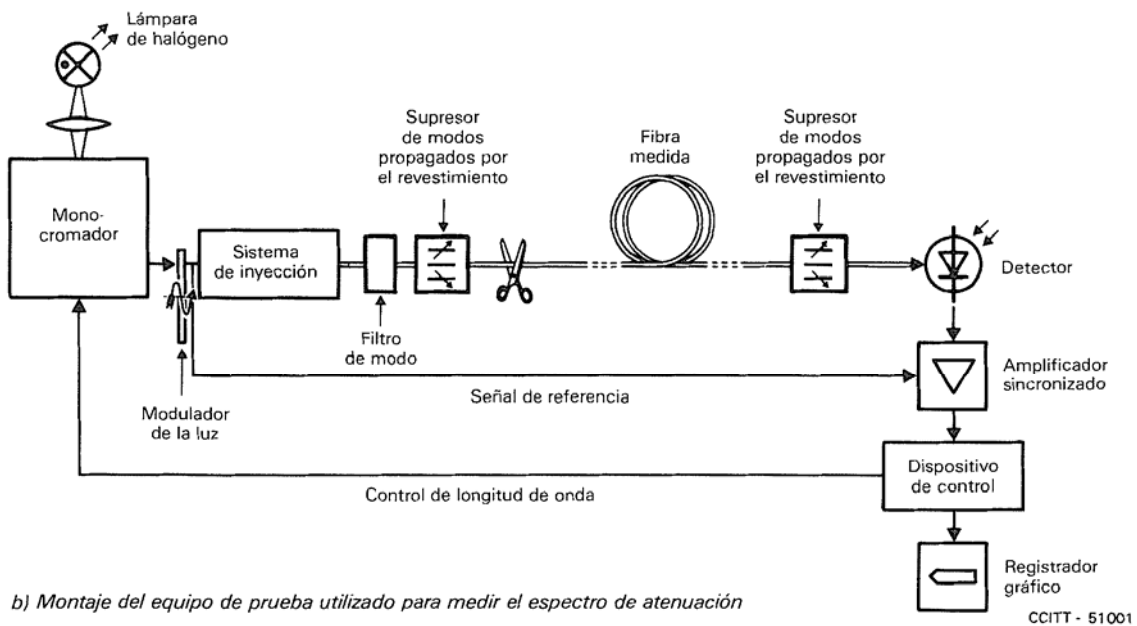 Lámpara
de halógeno
Mono-
cromador
Sistema
de inyección
Supresor
de modos
propagados por
el revestimiento
Fibra
medida
Supresor
de modos
propagados por
el revestimiento
Detector
Filtro
de modo
Modulador
de la luz
Señal de referencia
Amplificador
sincronizado
Control de longitud de onda
Dispositivo
de control
Registrador
gráfico
b) Montaje del equipo de prueba utilizado para medir el espectro de atenuación
CCITT - 51001